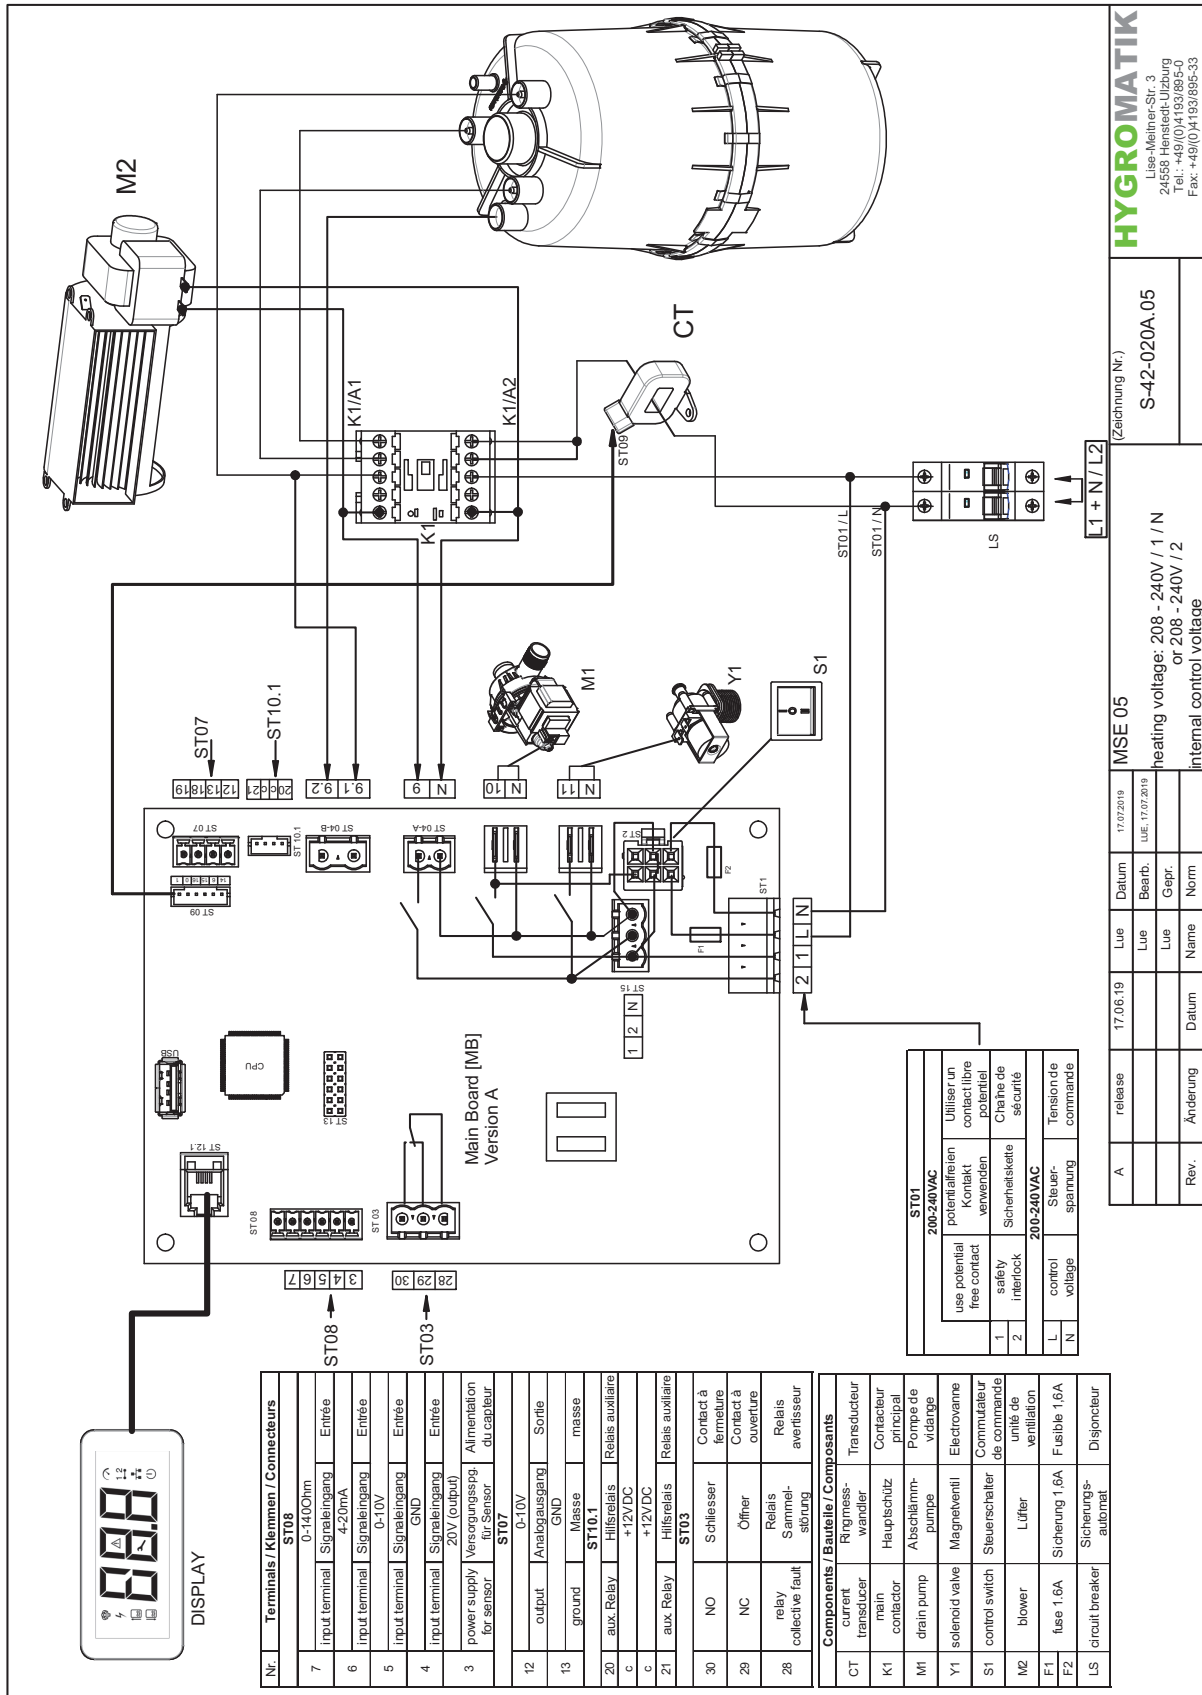 DISPLAY
M2
CT
K1/A1
K1/A2
K1
ST09
M1
Y1
S1
LS
ST01 / L
ST01 / N
L1 + N / L2
ST07
ST10.1
12 13 18 19
20 c c 21
9.2
9.1
9
N
10
N
11
N
ST 07
ST 10.1
ST 04-B
ST 04-A
ST 09
ST 2
F2
F1
ST1
ST 15
1 2 N
2 1 L N
USB
CPU
ST 13
ST 12.1
ST 08
ST 03
Main Board [MB]
Version A
3 4 5 6 7
28 29 30
ST08
ST03
Nr. Terminals / Klemmen / Connecteurs
ST08
7 0-140Ohm
input terminal Signaleingang Entrée
6 4-20mA
input terminal Signaleingang Entrée
5 0-10V
input terminal Signaleingang Entrée
4 GND
input terminal Signaleingang Entrée
3 20V (output)
power supply for sensor Versorgungsspg. für Sensor Alimentation du capteur
ST07
12 0-10V
output Analogausgang Sortie
13 GND
ground Masse masse
ST10.1
20 aux. Relay Hilfsrelais Relais auxiliaire
c +12VDC
c +12VDC
21 aux. Relay Hilfsrelais Relais auxiliaire
ST03
30 NO Schliesser Contact à fermeture
29 NC Öffner Contact à ouverture
28 relay collective fault Relais Sammel-störung Relais avertisseur
Components / Bauteile / Composants
CT current transducer Ringmess-wandler Transducteur
K1 main contactor Hauptschütz Contacteur principal
M1 drain pump Abschlämm-pumpe Pompe de vidange
Y1 solenoid valve Magnetventil Electrovanne
S1 control switch Steuerschalter Commutateur de commande
M2 blower Lüfter unité de ventilation
F1 F2 fuse 1.6A Sicherung 1,6A Fusible 1,6A
LS circuit breaker Sicherungs-automat Disjoncteur
ST01
200-240VAC
use potential free contact potentialfreien Kontakt verwenden Utiliser un contact libre potentiel
1 2 safety interlock Sicherheitskette Chaîne de sécurité
200-240VAC
L N control voltage Steuer-spannung Tension de commande
A release 17.06.19 Lue Datum 17.07.2019
Lue Bearb. LUE, 17.07.2019
Lue Gepr.
Rev. Änderung Datum Name Norm
MSE 05
heating voltage: 208 - 240V / 1 / N
or 208 - 240V / 2
internal control voltage
(Zeichnung Nr.)
S-42-020A.05
HYGROMATIK
Lise-Meitner-Str. 3
24558 Henstedt-Ulzburg
Tel.: +49/(0)4193/895-0
Fax: +49/(0)4193/895-33